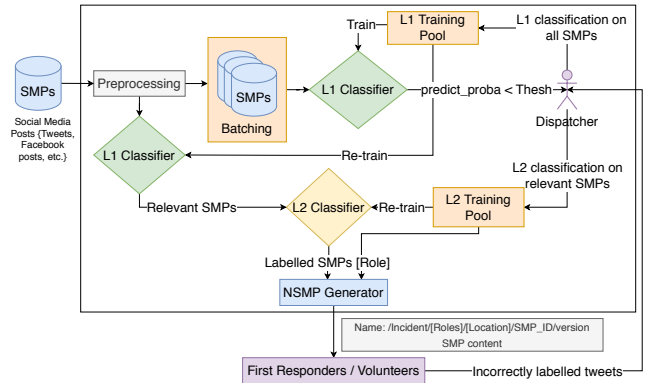 Train
L1 Training
Pool
L1 classification on
all SMPs
SMPs
Preprocessing
SMPs
Batching
L1 Classifier
predict_proba < Thesh
Dispatcher
Social Media
Posts {Tweets,
Facebook
posts, etc.}
L1 Classifier
Re-train
L2 classification on
relevant SMPs
Relevant SMPs
L2 Classifier
Re-train
L2 Training
Pool
Labelled SMPs [Role]
NSMP Generator
Name: /Incident/[Roles]/[Location]/SMP_ID/version
SMP content
First Responders / Volunteers
Incorrectly labelled tweets